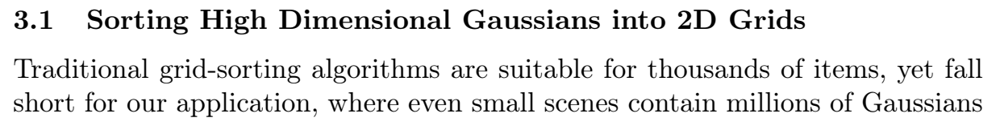 3.1 Sorting High Dimensional Gaussians into 2D Grids
Traditional grid-sorting algorithms are suitable for thousands of items, yet fall
short for our application, where even small scenes contain millions of Gaussians